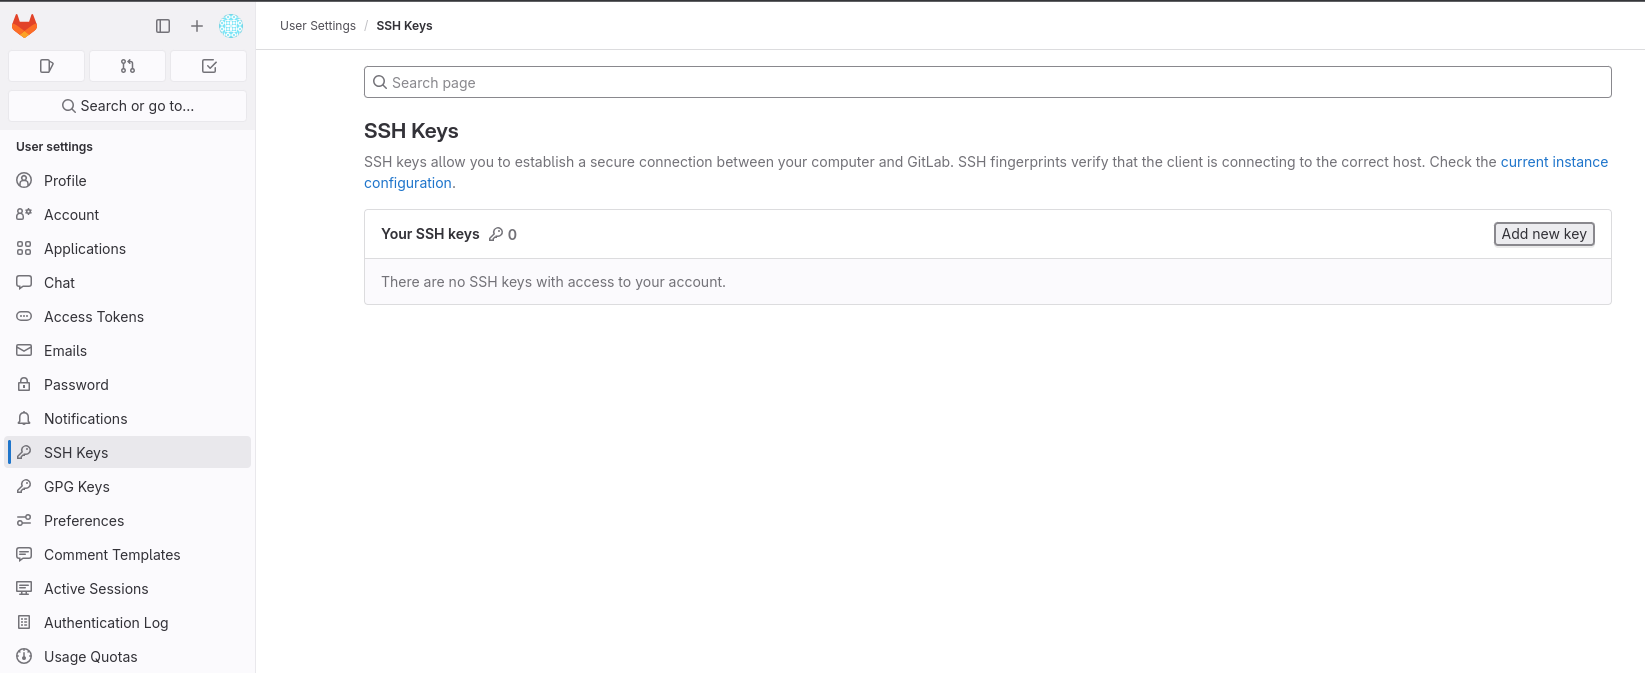 User Settings / SSH Keys
Search or go to...
User settings
Profile
Account
Applications
Chat
Access Tokens
Emails
Password
Notifications
SSH Keys
GPG Keys
Preferences
Comment Templates
Active Sessions
Authentication Log
Usage Quotas
Search page
SSH Keys
SSH keys allow you to establish a secure connection between your computer and GitLab. SSH fingerprints verify that the client is connecting to the correct host. Check the current instance
configuration.
Your SSH keys 0
Add new key
There are no SSH keys with access to your account.